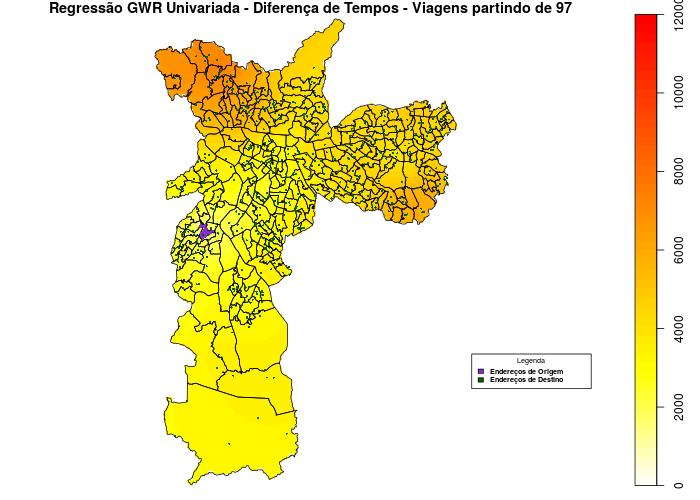 Regressão GWR Univariada - Diferença de Tempos - Viagens partindo de 97
12000
10000
8000
6000
4000
2000
0
Legenda
Endereços de Origem
Endereços de Destino